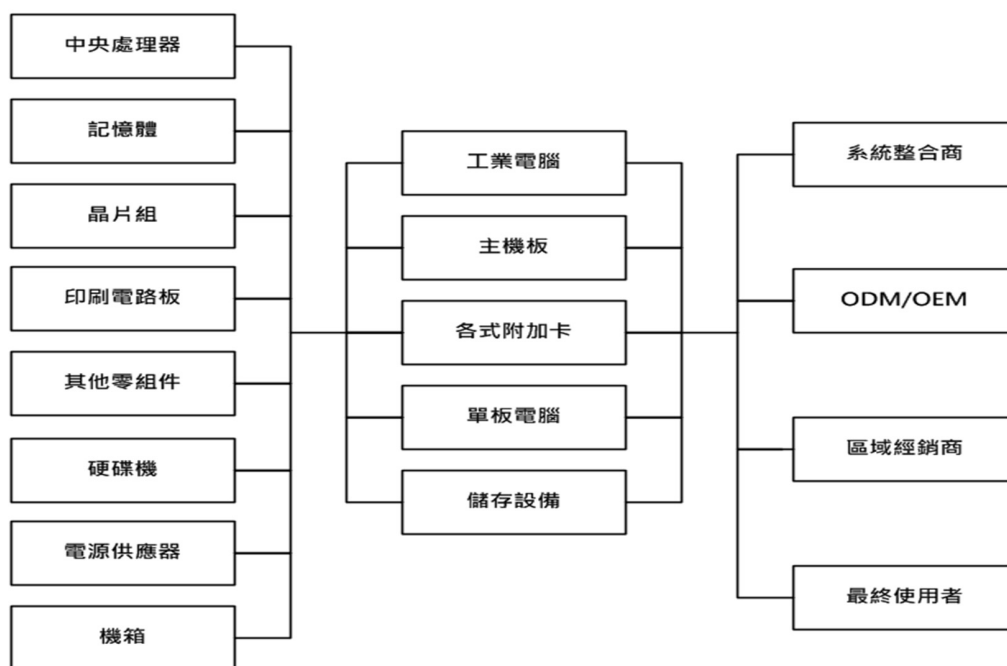 中央處理器
記憶體
晶片組
印刷電路板
其他零組件
硬碟機
電源供應器
機箱
工業電腦
主機板
各式附加卡
單板電腦
儲存設備
系統整合商
ODM/OEM
區域經銷商
最終使用者